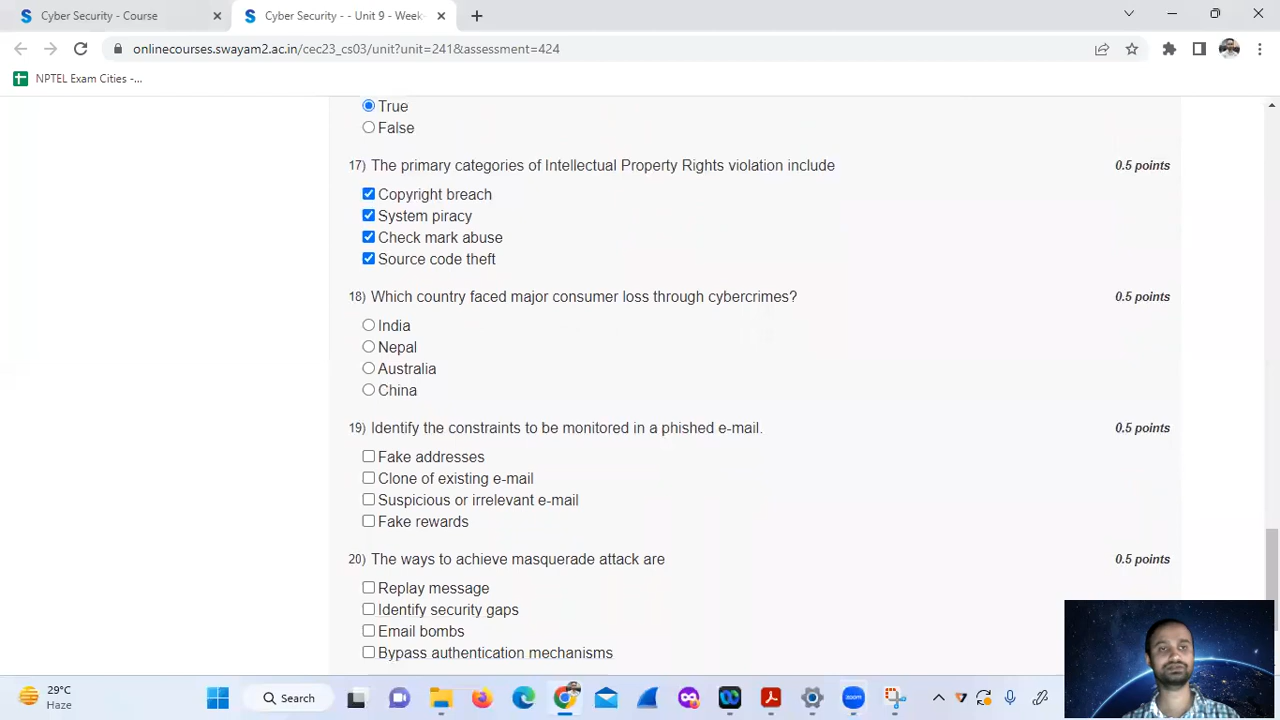 Cyber Security - Course
Cyber Security - - Unit 9 - Week-
onlinecourses.swayam2.ac.in/cec23_cs03/unit?unit=241&assessment=424
NPTEL Exam Cities -...
True
False
17) The primary categories of Intellectual Property Rights violation include 0.5 points
Copyright breach
System piracy
Check mark abuse
Source code theft
18) Which country faced major consumer loss through cybercrimes? 0.5 points
India
Nepal
Australia
China
19) Identify the constraints to be monitored in a phished e-mail. 0.5 points
Fake addresses
Clone of existing e-mail
Suspicious or irrelevant e-mail
Fake rewards
20) The ways to achieve masquerade attack are 0.5 points
Replay message
Identify security gaps
Email bombs
Bypass authentication mechanisms
29°C
Haze
Search
zoom